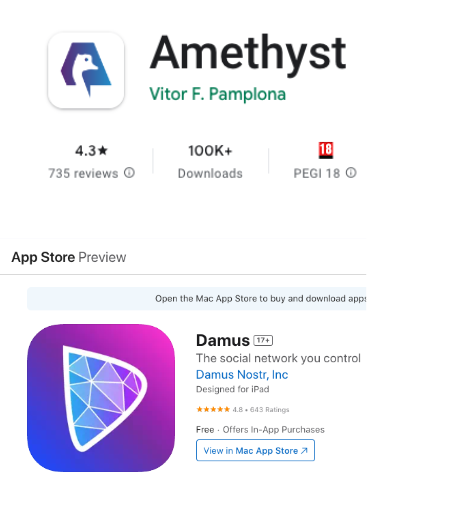 Amethyst
Vitor F. Pamplona
4.3★ 100K+ 18
735 reviews Downloads PEGI 18
App Store Preview
Open the Mac App Store to buy and download apps
Damus 17+
The social network you control
Damus Nostr, Inc
Designed for iPad
★★★★★ 4.8 • 643 Ratings
Free · Offers In-App Purchases
View in Mac App Store ↗